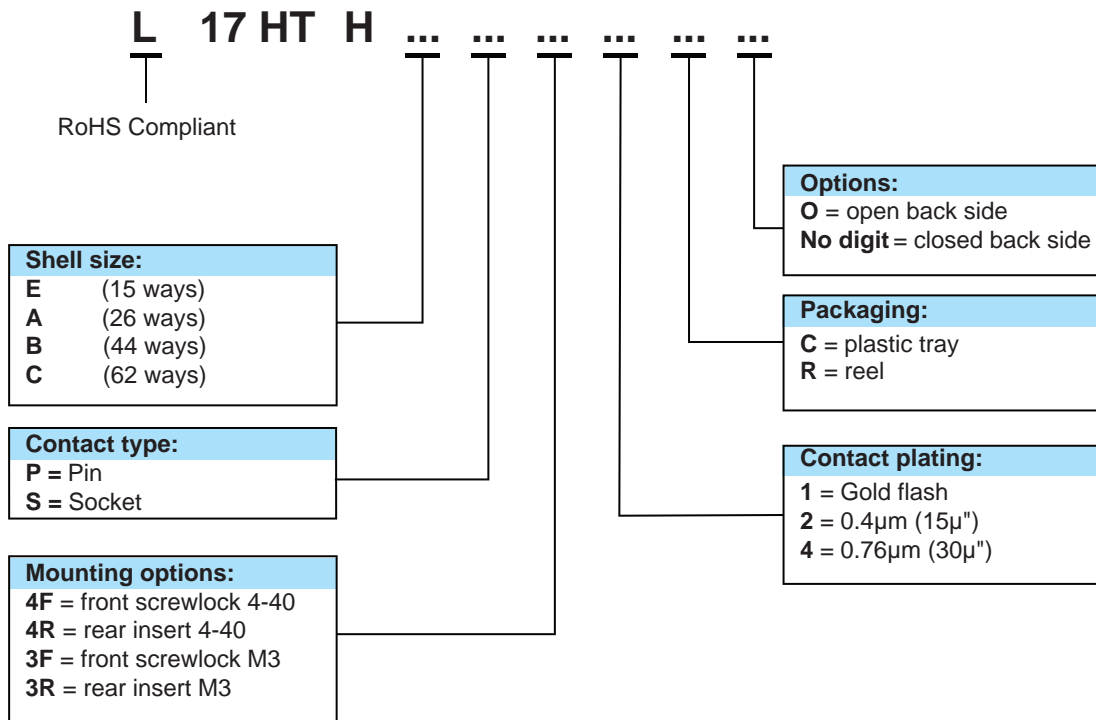 L 17 HT H ... ... ... ... ... ...
RoHS Compliant
Shell size:
E (15 ways)
A (26 ways)
B (44 ways)
C (62 ways)
Contact type:
P = Pin
S = Socket
Mounting options:
4F = front screwlock 4-40
4R = rear insert 4-40
3F = front screwlock M3
3R = rear insert M3
Options:
O = open back side
No digit = closed back side
Packaging:
C = plastic tray
R = reel
Contact plating:
1 = Gold flash
2 = 0.4µm (15µ")
4 = 0.76µm (30µ")